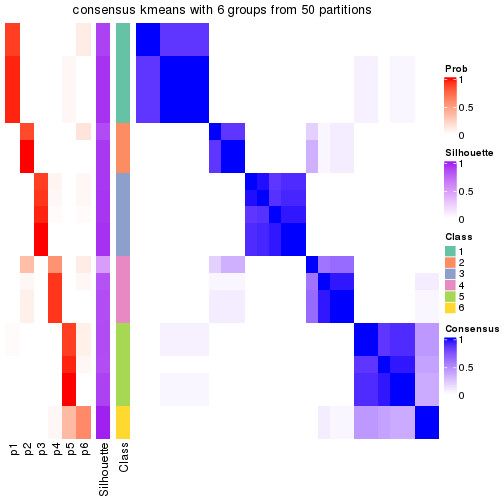 consensus kmeans with 6 groups from 50 partitions
Prob
1
0.5
0
Silhouette
1
0.5
0
Class
1
2
3
4
5
6
Consensus
1
0.5
0
p1
p2
p3
p4
p5
p6
Silhouette
Class